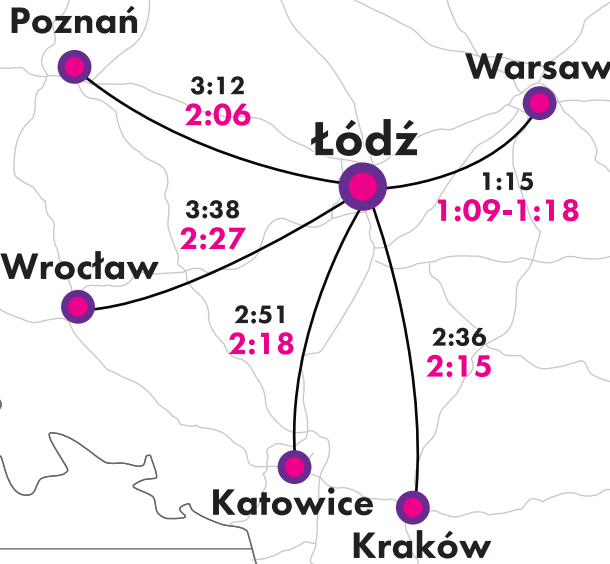 Poznań
Warsaw
3:12
2:06
Łódź
1:15
1:09-1:18
3:38
2:27
Wrocław
2:51
2:18
2:36
2:15
Katowice
Kraków